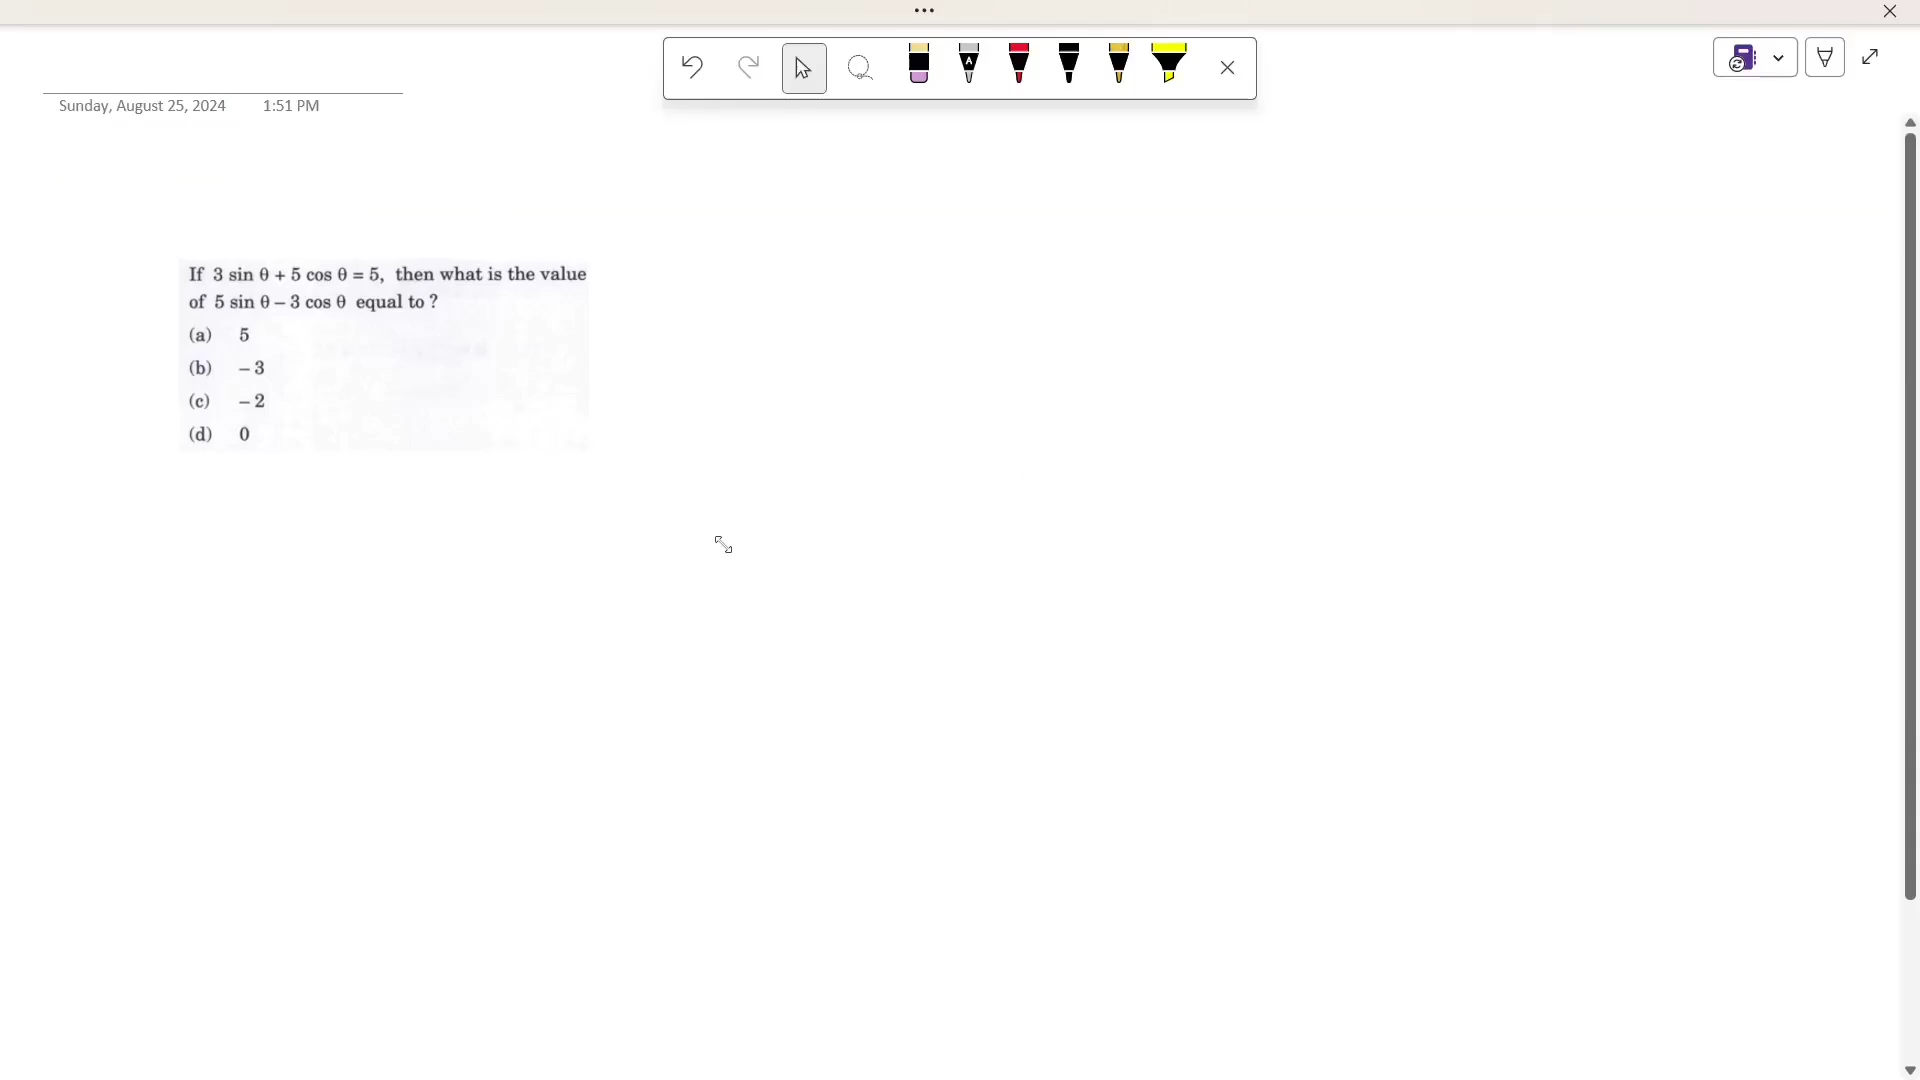 Sunday, August 25, 2024 1:51 PM
If 3 sin θ + 5 cos θ = 5, then what is the value
of 5 sin θ – 3 cos θ equal to ?
(a) 5
(b) – 3
(c) – 2
(d) 0